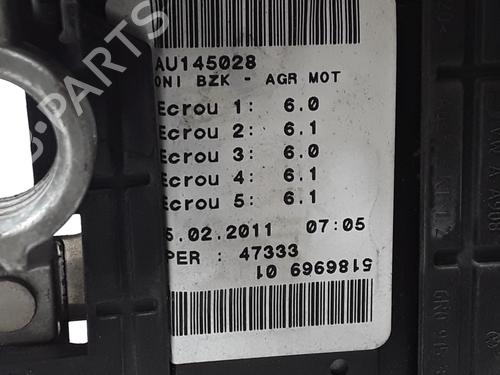 AU145028
ONI BZK - AGR MOT
Ecrou 1: 6.0
Ecrou 2: 6.1
Ecrou 3: 6.0
Ecrou 4: 6.1
Ecrou 5: 6.1
5.02.2011 07:05
PER : 47333
5186969 01
B-PARTS